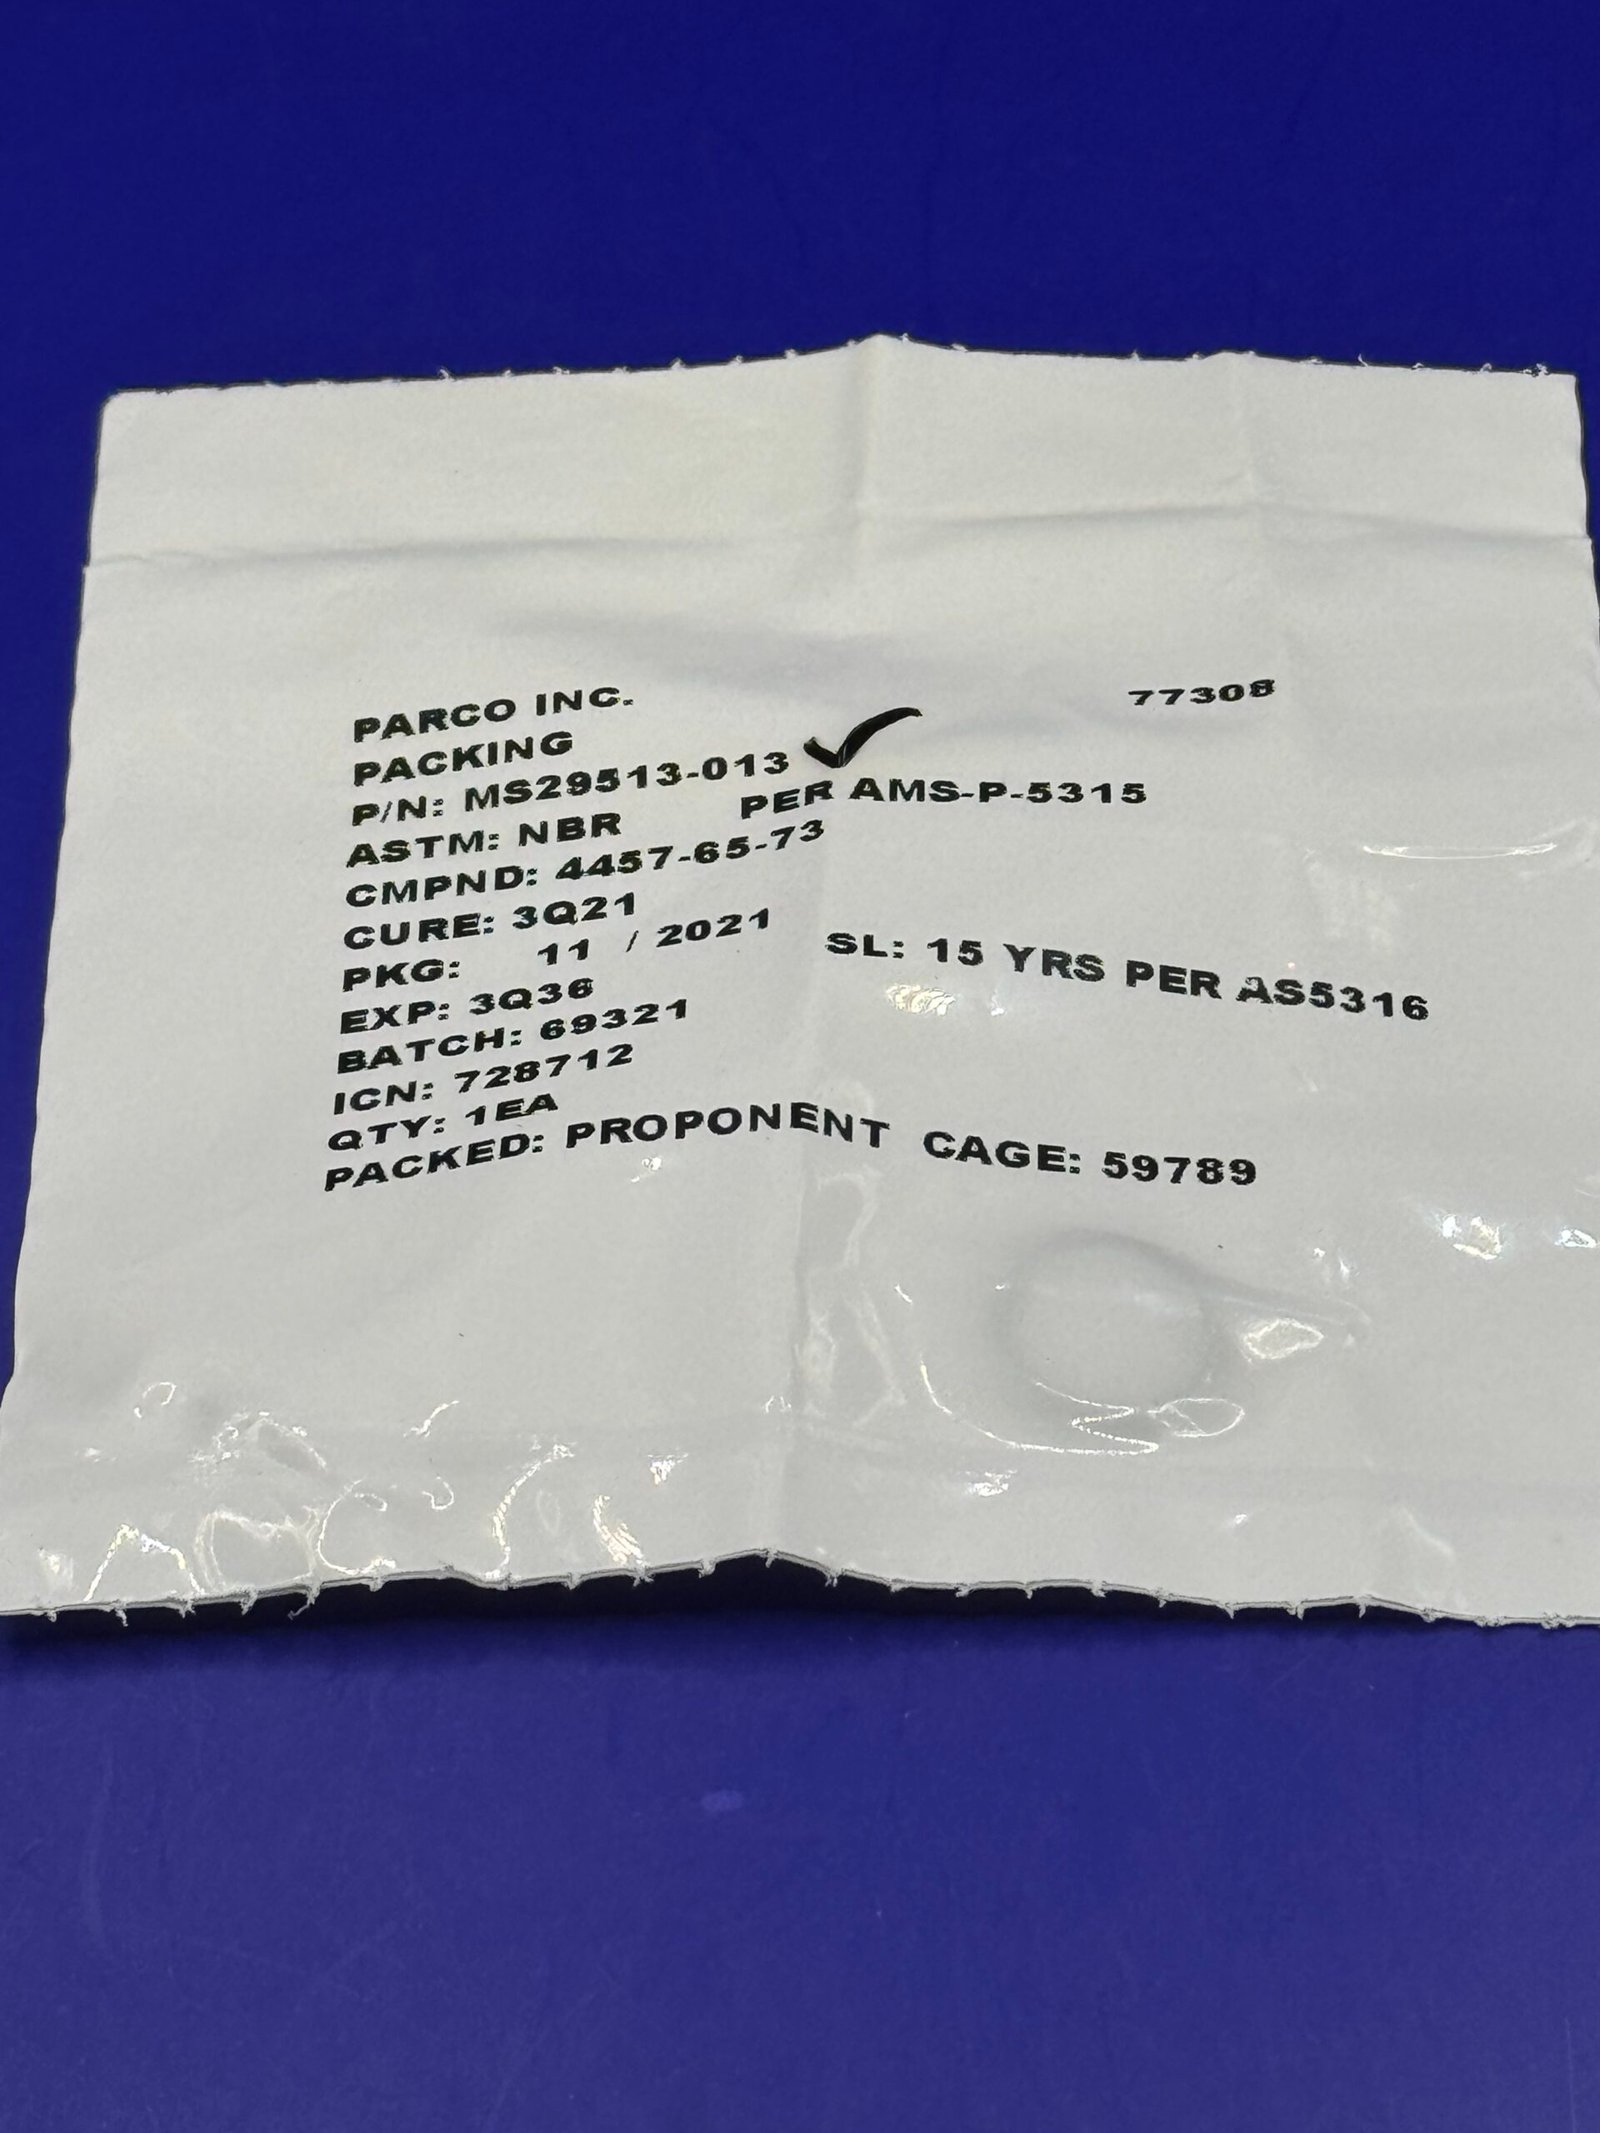 PARCO INC. 77308
PACKING
P/N: MS29513-013
ASTM: NBR PER AMS-P-5315
CMPND: 4457-65-73
CURE: 3Q21
PKG: 11 / 2021 SL: 15 YRS PER AS5316
EXP: 3Q36
BATCH: 69321
ICN: 728712
QTY: 1EA
PACKED: PROPONENT CAGE: 59789